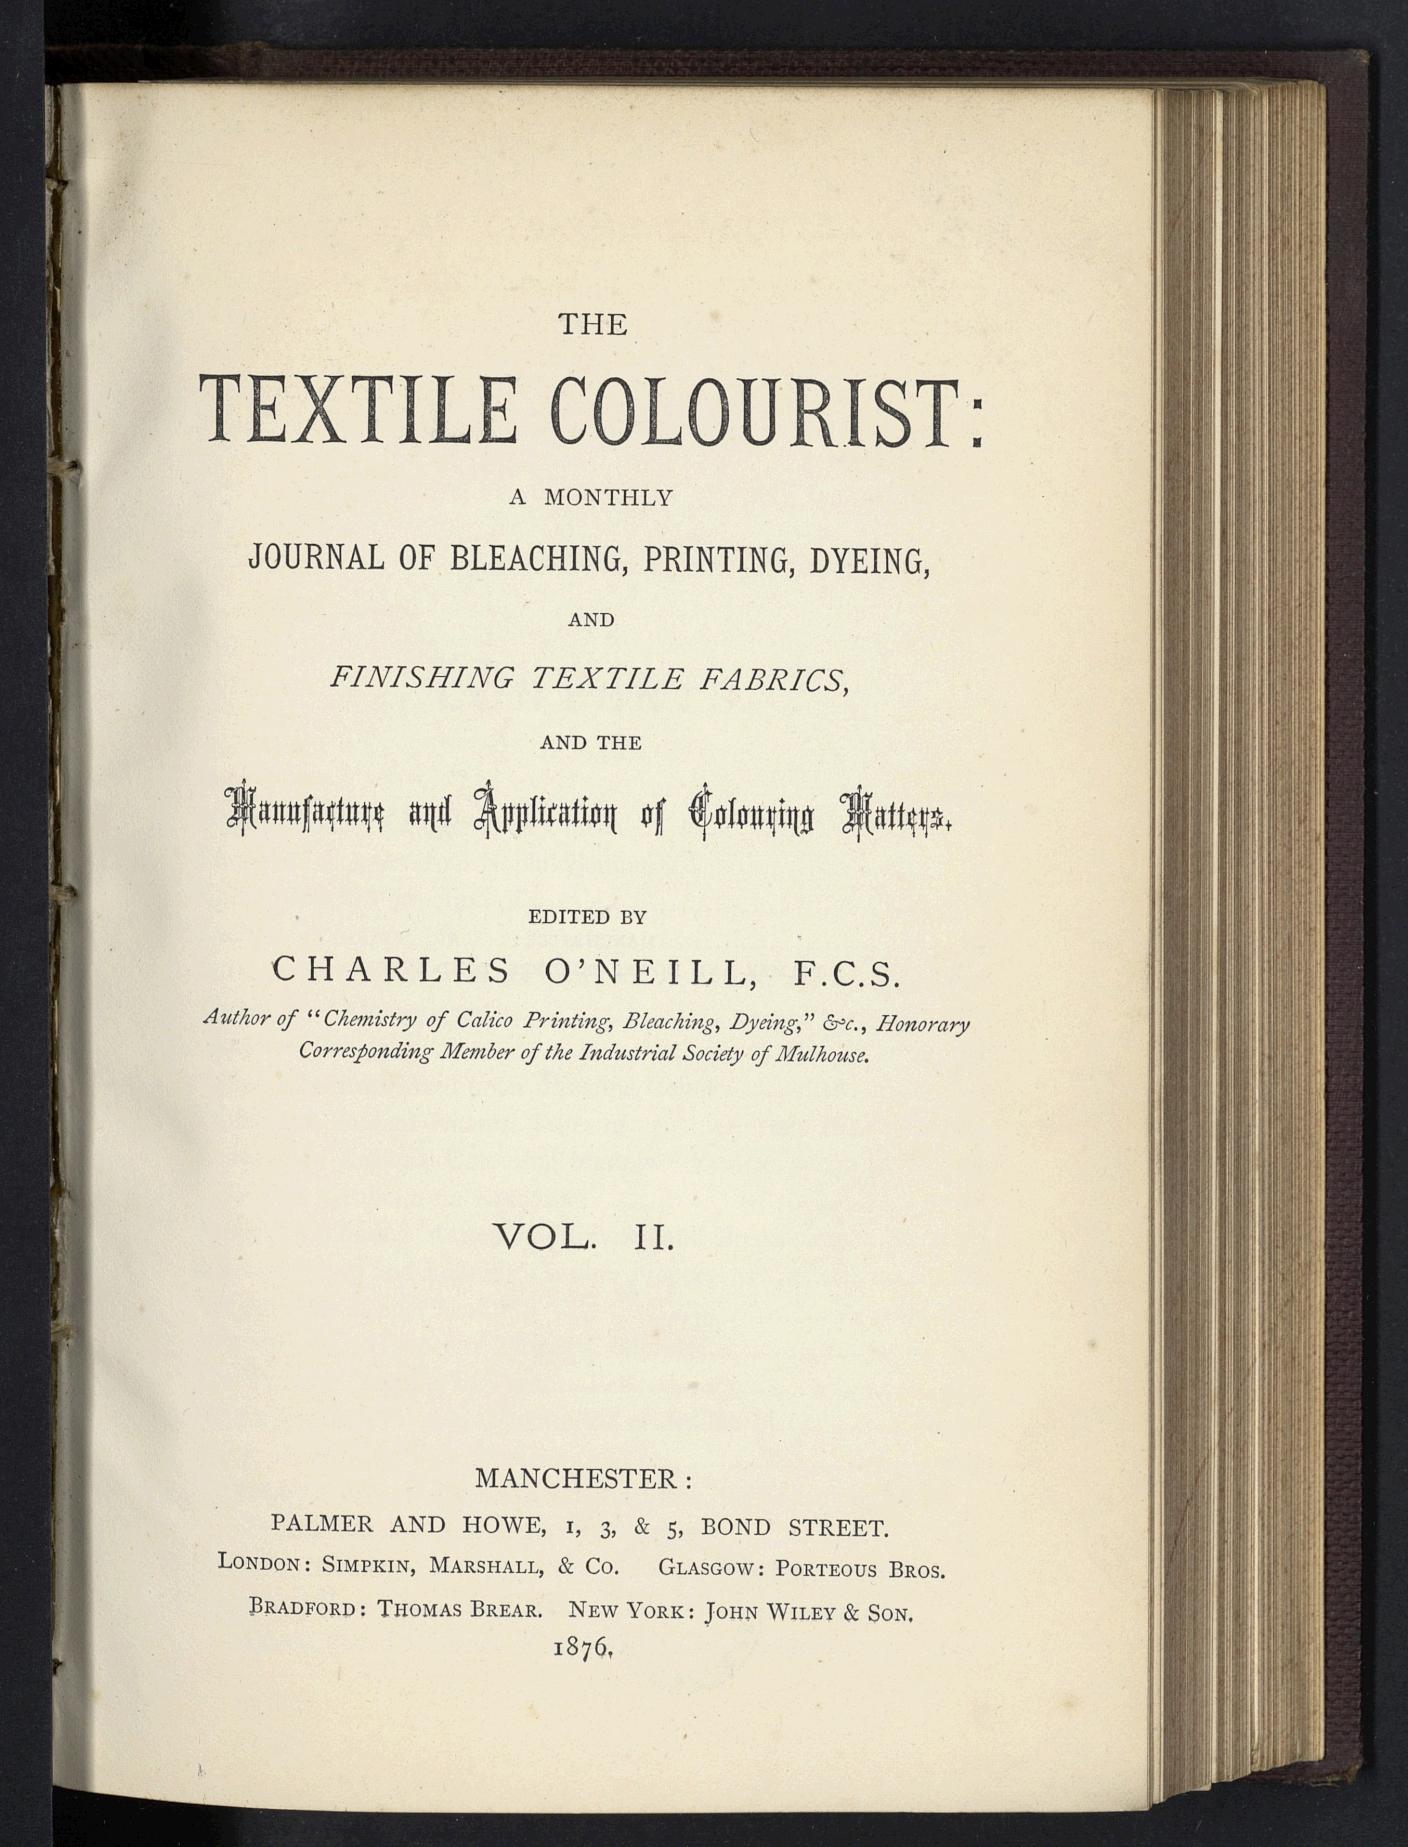 THE
TEXTILE COLOURIST:
A MONTHLY
JOURNAL OF BLEACHING, PRINTING, DYEING,
AND
FINISHING TEXTILE FABRICS,
AND THE
Manufacture and Application of Colouring Matters.
EDITED BY
CHARLES O'NEILL, F.C.S.
Author of "Chemistry of Calico Printing, Bleaching, Dyeing," &c., Honorary
Corresponding Member of the Industrial Society of Mulhouse.
VOL. II.
MANCHESTER:
PALMER AND HOWE, 1, 3, & 5, BOND STREET.
LONDON: SIMPKIN, MARSHALL, & CO. GLASGOW: PORTEOUS BROS.
BRADFORD: THOMAS BREAR. NEW YORK: JOHN WILEY & SON.
1876.